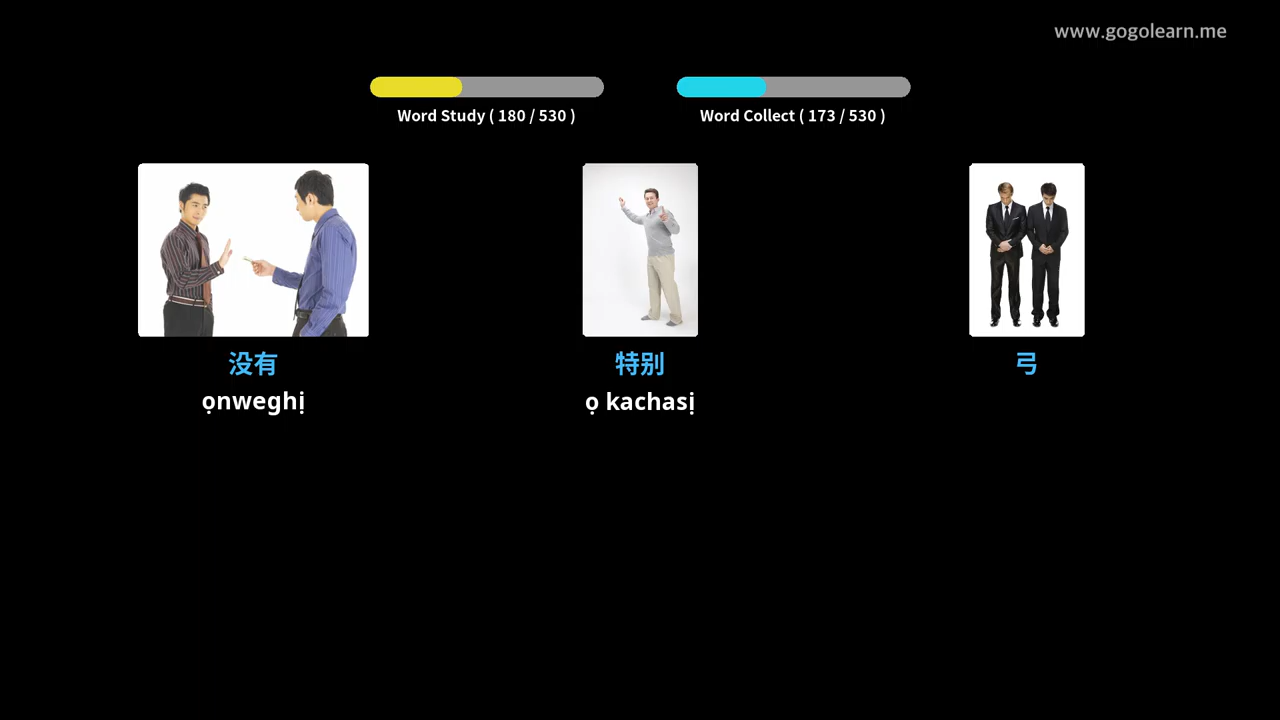 www.gogolearn.me
Word Study ( 180 / 530 )
Word Collect ( 173 / 530 )
没有
ọnweghị
特别
ọ kachasị
弓